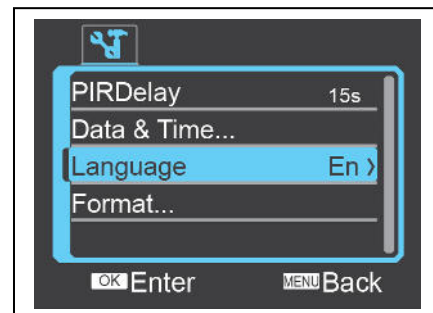 PIRDelay 15s
Data & Time...
Language En >
Format...
OK Enter MENU Back